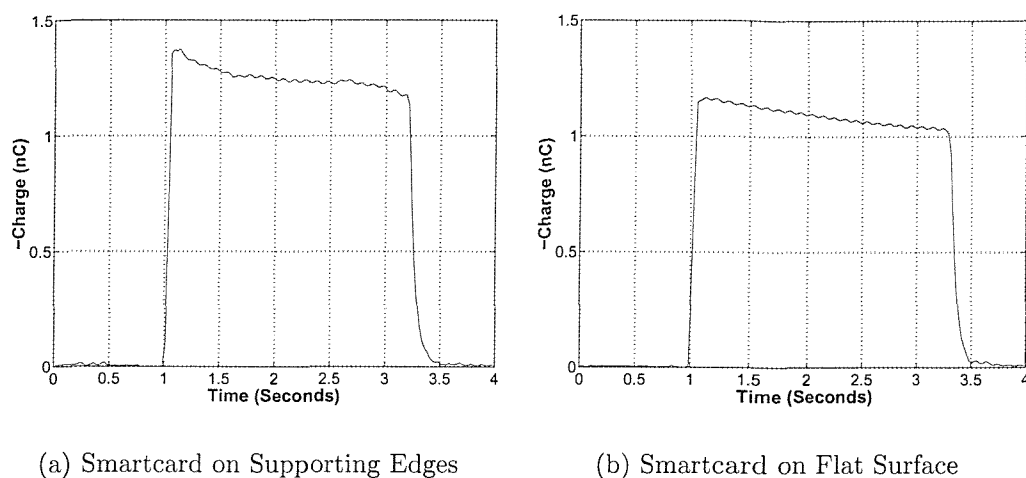 1.5
1
0.5
0
−Charge (nC)
0 0.5 1 1.5 2 2.5 3 3.5 4
Time (Seconds)
(a) Smartcard on Supporting Edges
1.5
1
0.5
0
−Charge (nC)
0 0.5 1 1.5 2 2.5 3 3.5 4
Time (Seconds)
(b) Smartcard on Flat Surface